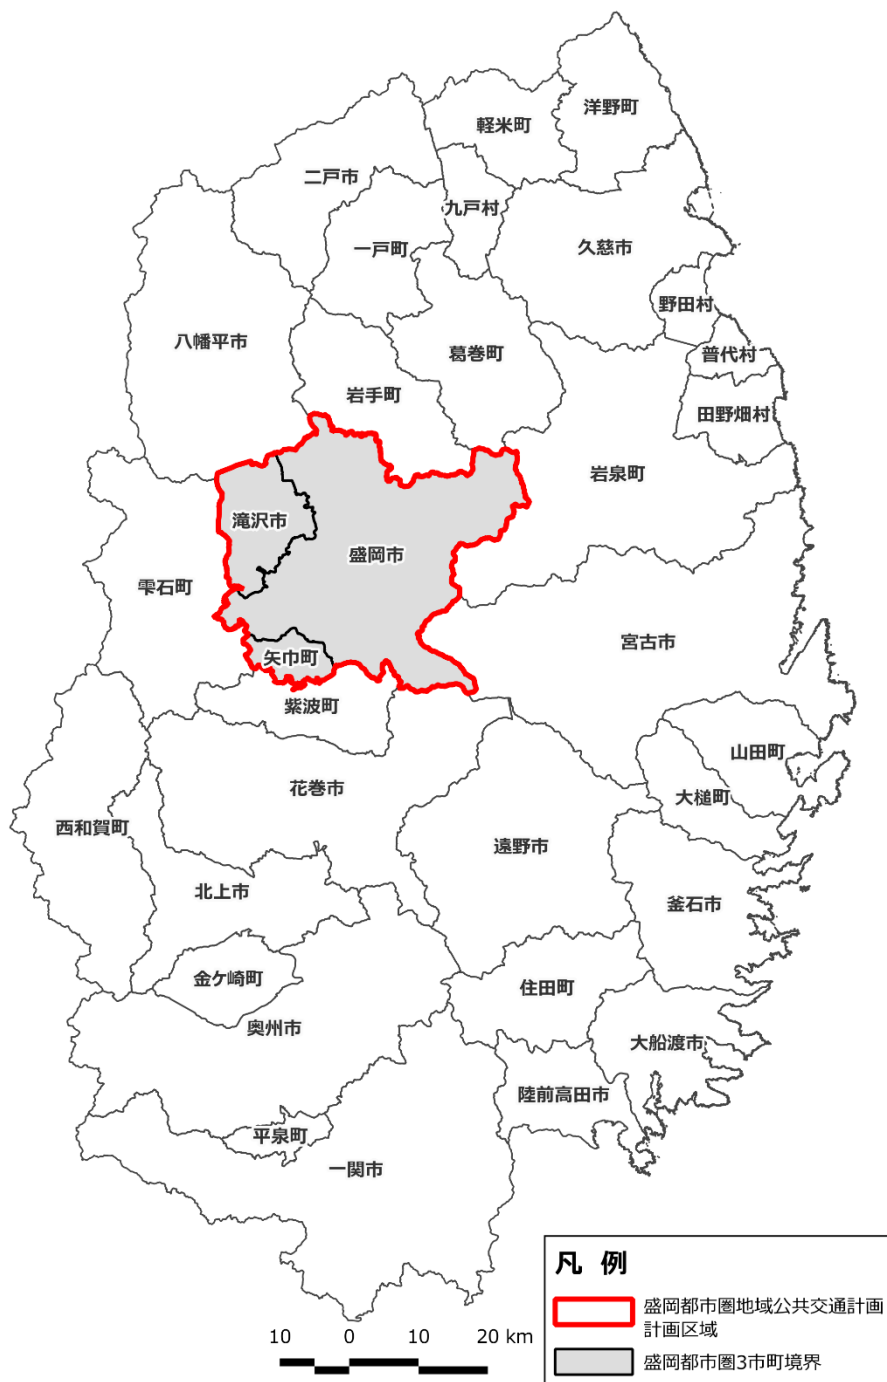 洋野町
軽米町
二戸市
九戸村
一戸町
久慈市
野田村
八幡平市
葛巻町
普代村
岩手町
田野畑村
岩泉町
滝沢市
盛岡市
雫石町
宮古市
矢巾町
紫波町
山田町
花巻市
大槌町
西和賀町
遠野市
北上市
釜石市
金ケ崎町
住田町
奥州市
大船渡市
陸前高田市
平泉町
一関市
凡 例
盛岡都市圏地域公共交通計画
計画区域
盛岡都市圏3市町境界
10 0 10 20 km